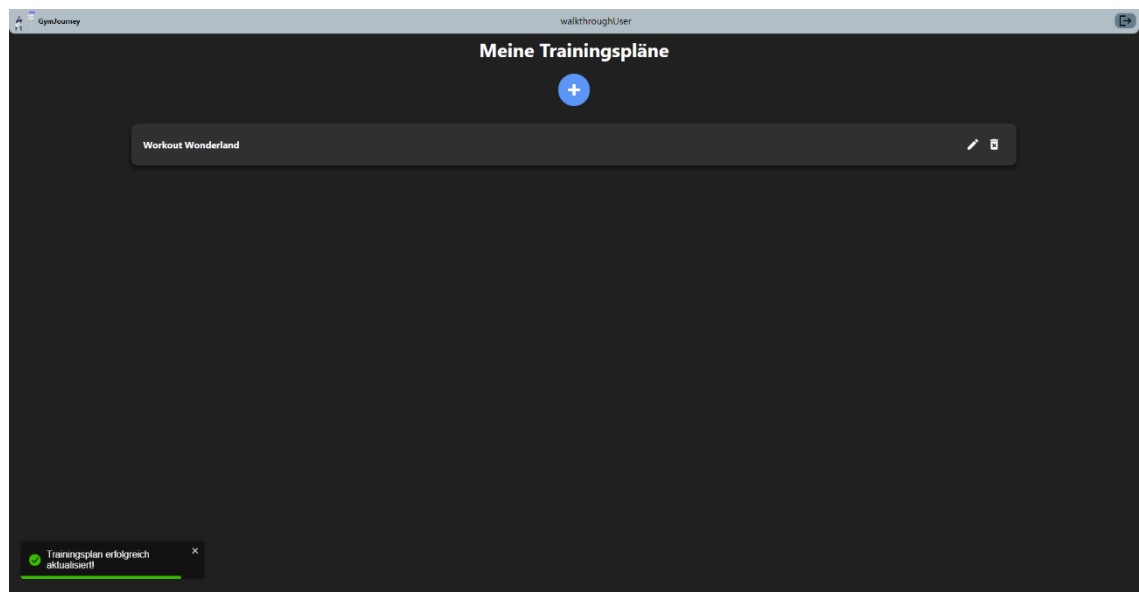 GymJourney
walkthroughUser
Meine Trainingspläne
Workout Wonderland
Trainingsplan erfolgreich
aktualisiert!